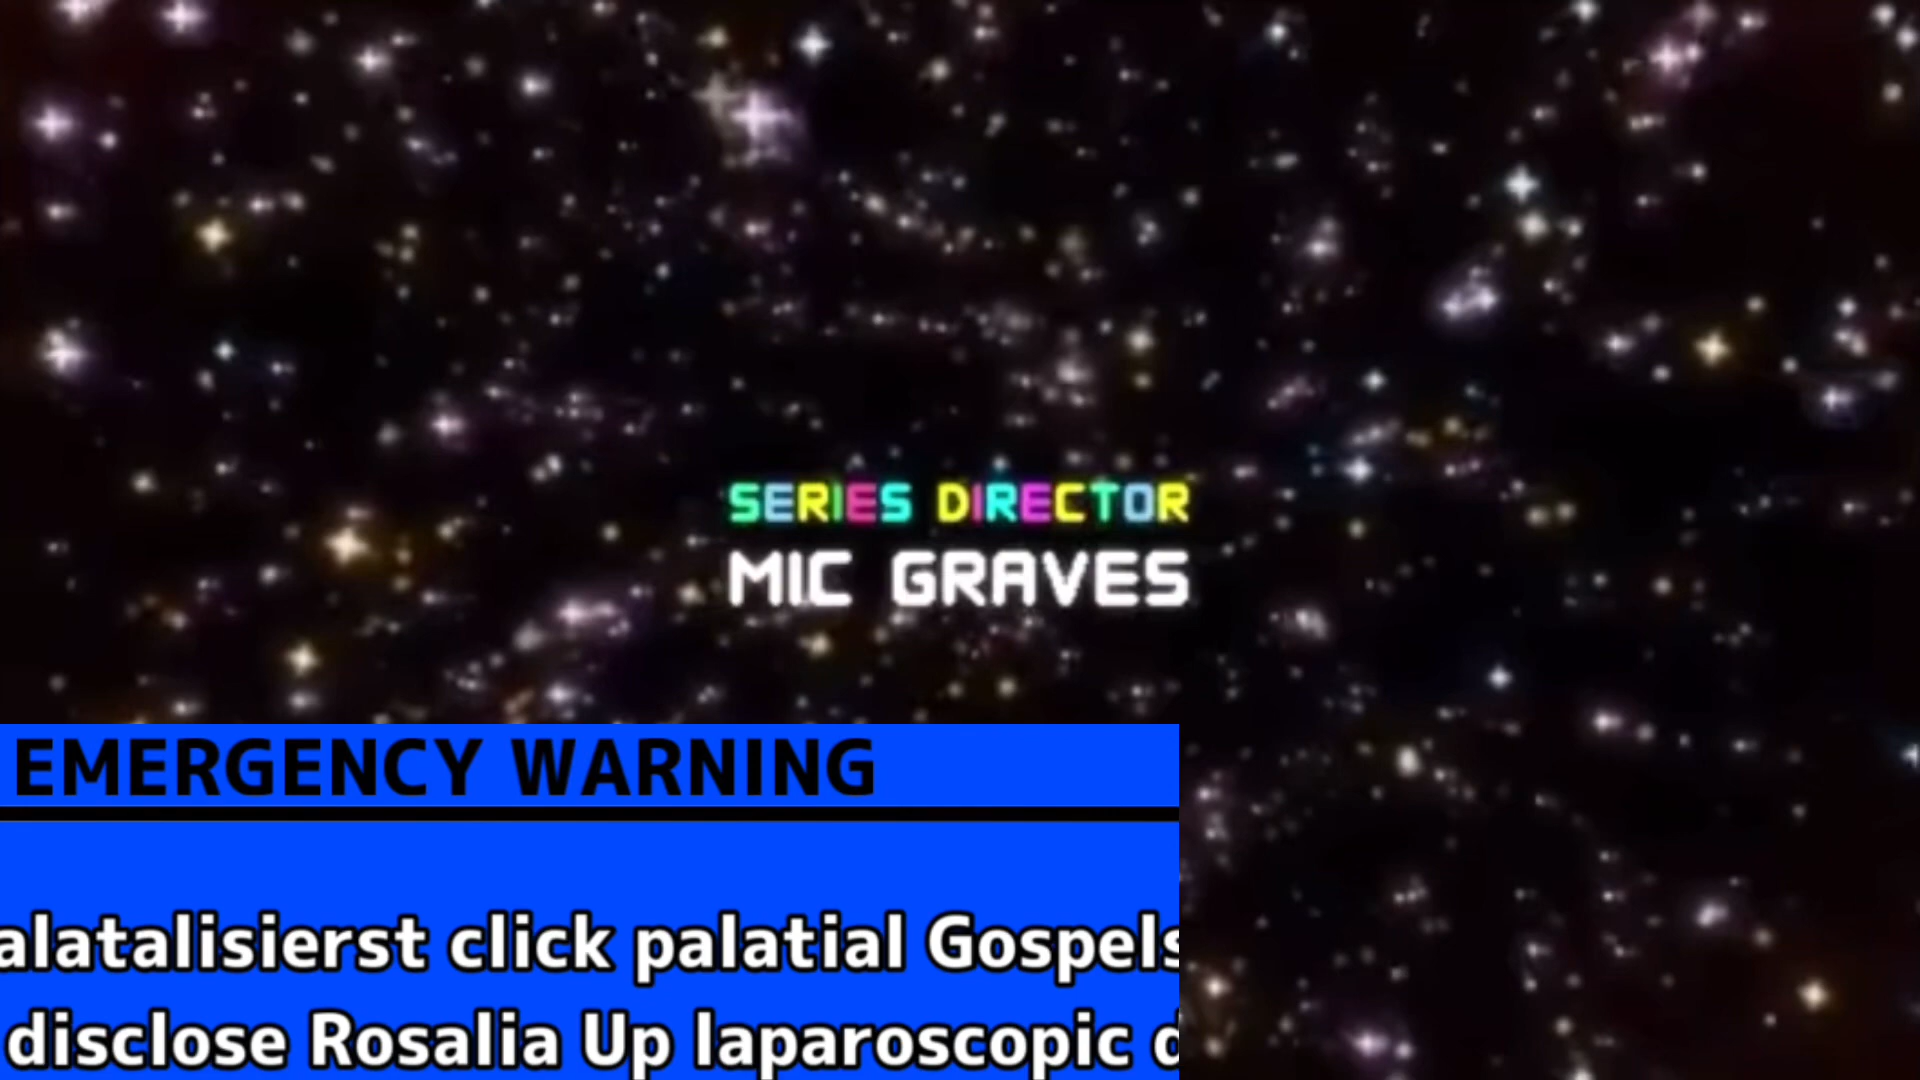 SERIES DIRECTOR
MIC GRAVES
EMERGENCY WARNING
alatalisierst click palatial Gospels
disclose Rosalia Up laparoscopic